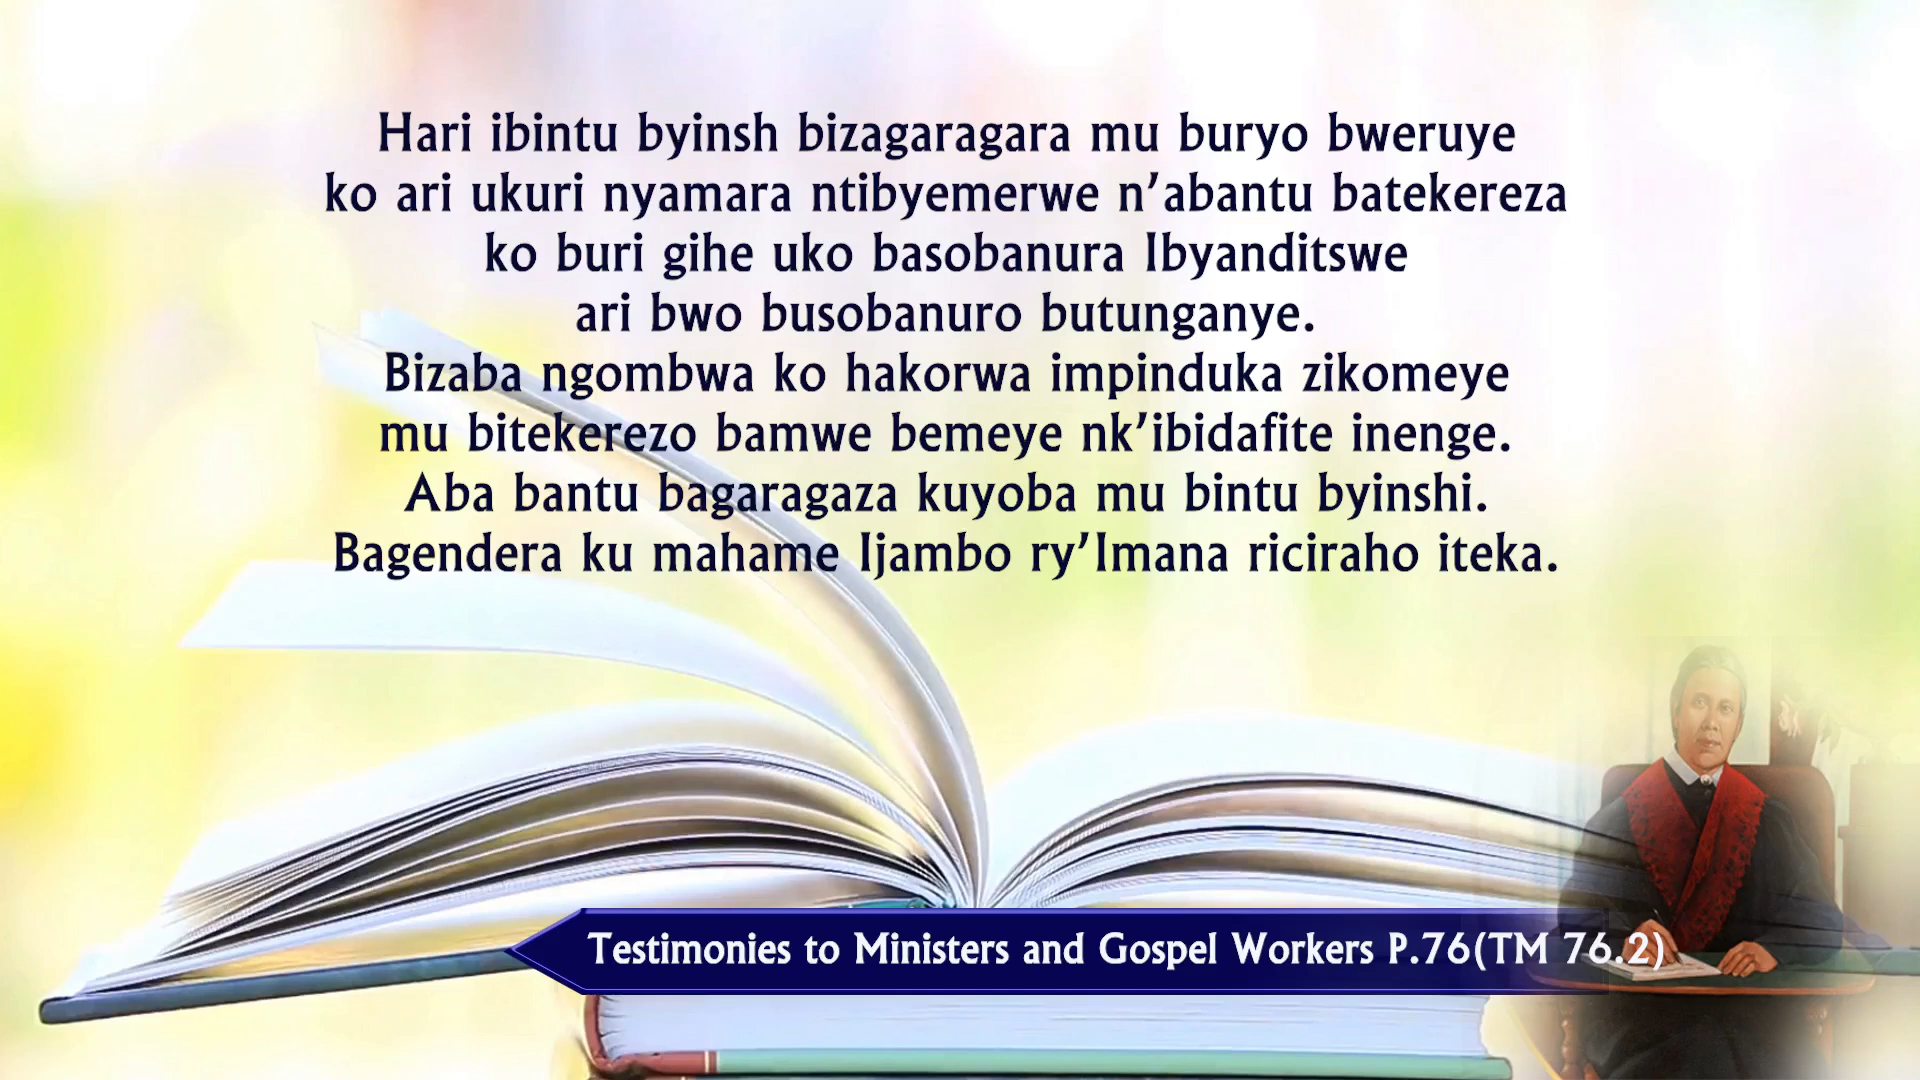 Hari ibintu byinsh bizagaragara mu buryo bweruye
ko ari ukuri nyamara ntibyemerwe n’abantu batekereza
ko buri gihe uko basobanura Ibyanditswe
ari bwo busobanuro butunganye.
Bizaba ngombwa ko hakorwa impinduka zikomeye
mu bitekerezo bamwe bemeye nk’ibidafite inenge.
Aba bantu bagaragaza kuyoba mu bintu byinshi.
Bagendera ku mahame Ijambo ry’Imana riciraho iteka.
Testimonies to Ministers and Gospel Workers P.76(TM 76.2)